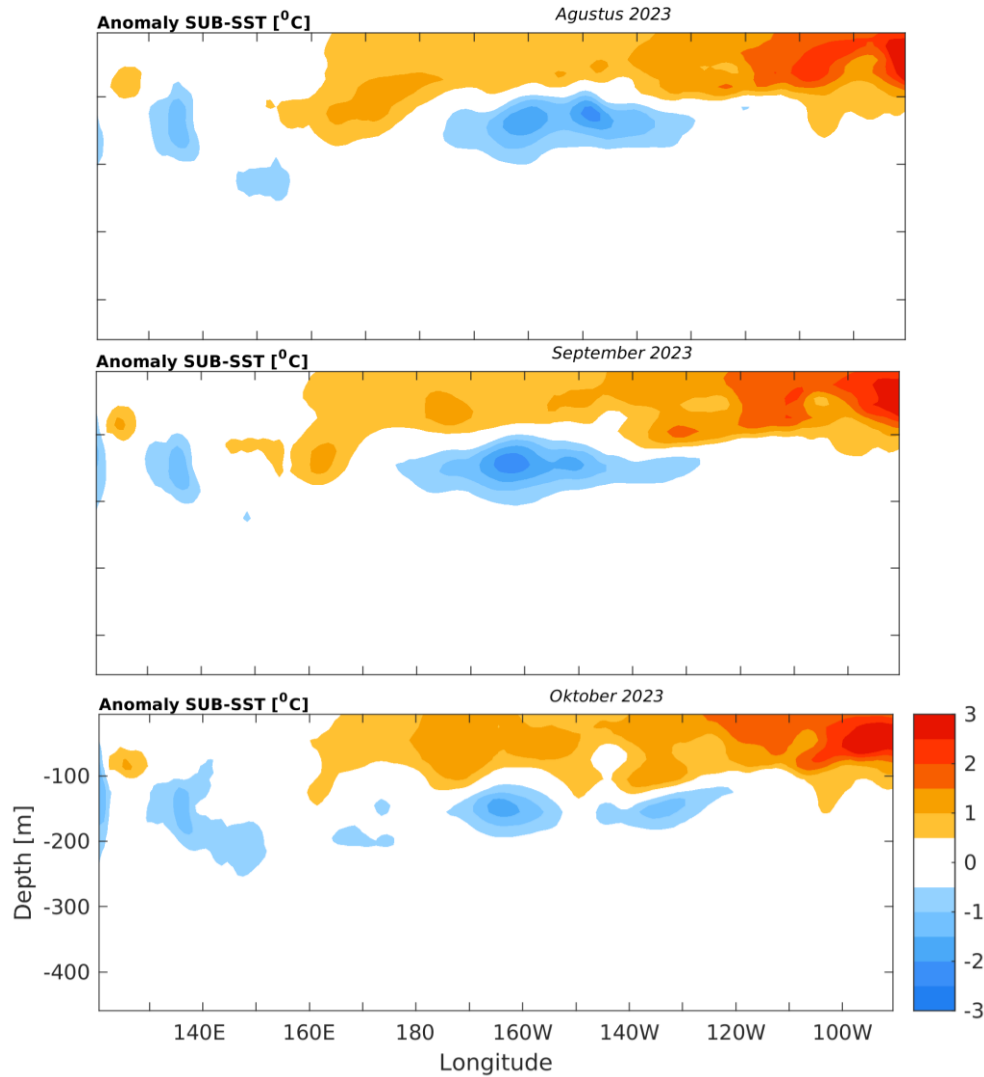 Anomaly SUB-SST [⁰C]
Agustus 2023
Anomaly SUB-SST [⁰C]
September 2023
Anomaly SUB-SST [⁰C]
Oktober 2023
3
2
1
0
-1
-2
-3
-100
-200
-300
-400
Depth [m]
140E 160E 180 160W 140W 120W 100W
Longitude